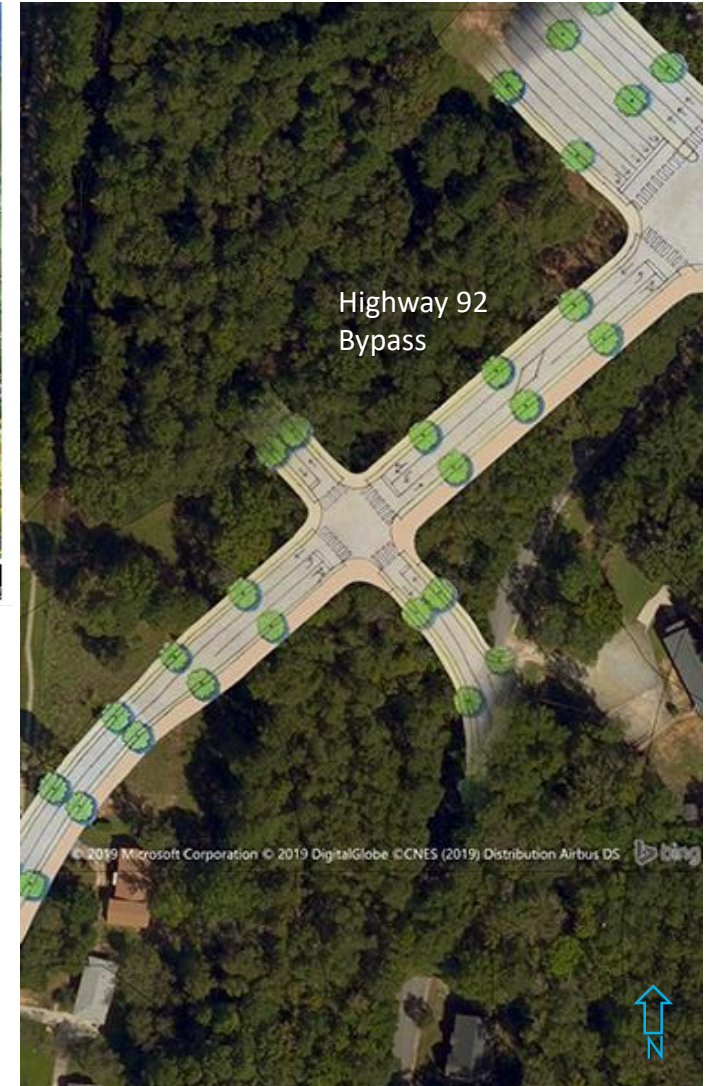 Highway 92
Bypass
© 2019 Microsoft Corporation © 2019 DigitalGlobe ©CNES (2019) Distribution Airbus DS
bing
N